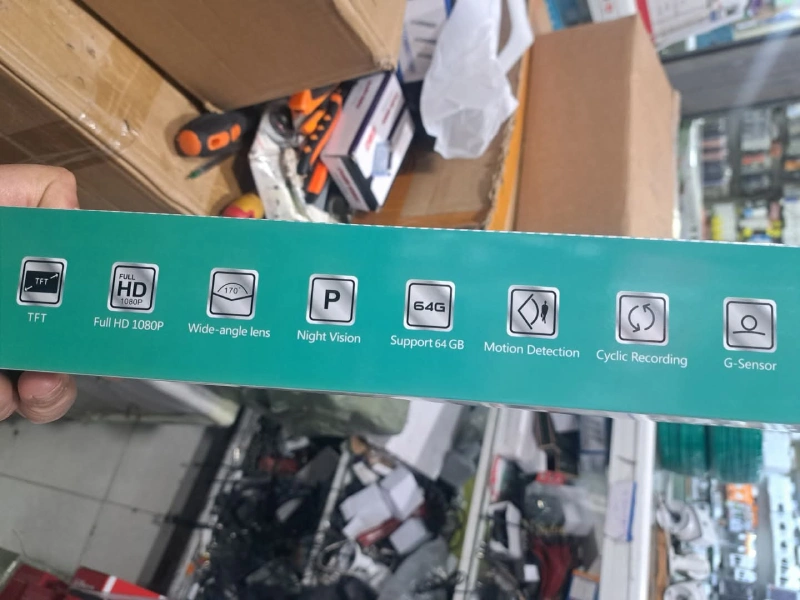 TFT
TFT
FULL
HD
1080P
Full HD 1080P
170°
Wide-angle lens
P
Night Vision
64G
Support 64 GB
Motion Detection
Cyclic Recording
G-Sensor